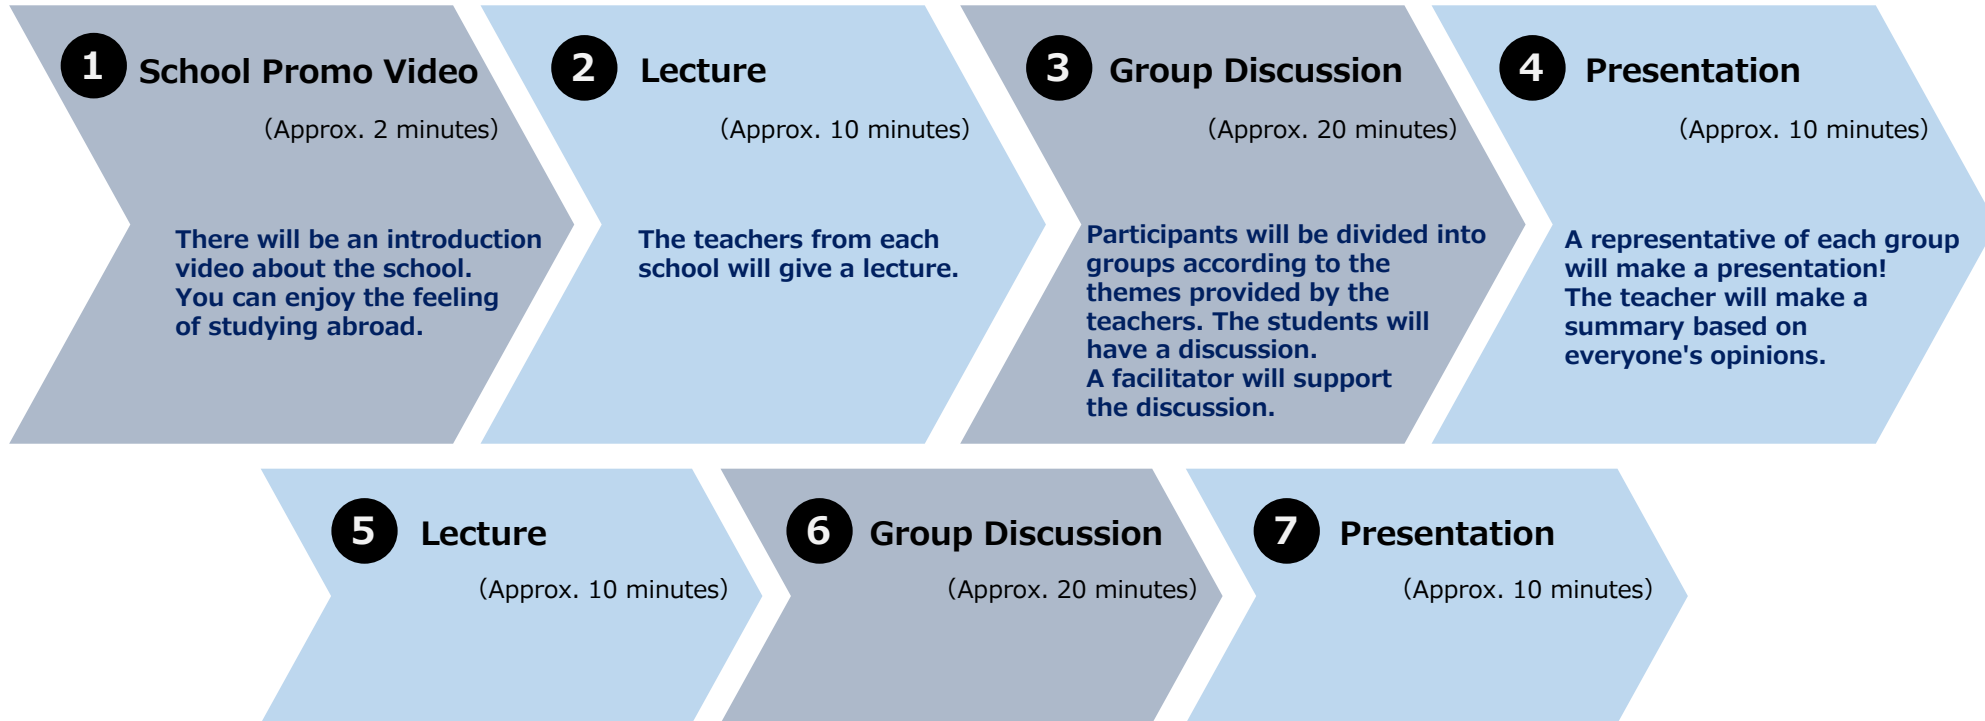 1 School Promo Video
（Approx. 2 minutes）
There will be an introduction
video about the school.
You can enjoy the feeling
of studying abroad.
2 Lecture
（Approx. 10 minutes）
The teachers from each
school will give a lecture.
3 Group Discussion
（Approx. 20 minutes）
Participants will be divided into
groups according to the
themes provided by the
teachers. The students will
have a discussion.
A facilitator will support
the discussion.
4 Presentation
（Approx. 10 minutes）
A representative of each group
will make a presentation!
The teacher will make a
summary based on
everyone's opinions.
5 Lecture
（Approx. 10 minutes）
6 Group Discussion
（Approx. 20 minutes）
7 Presentation
（Approx. 10 minutes）